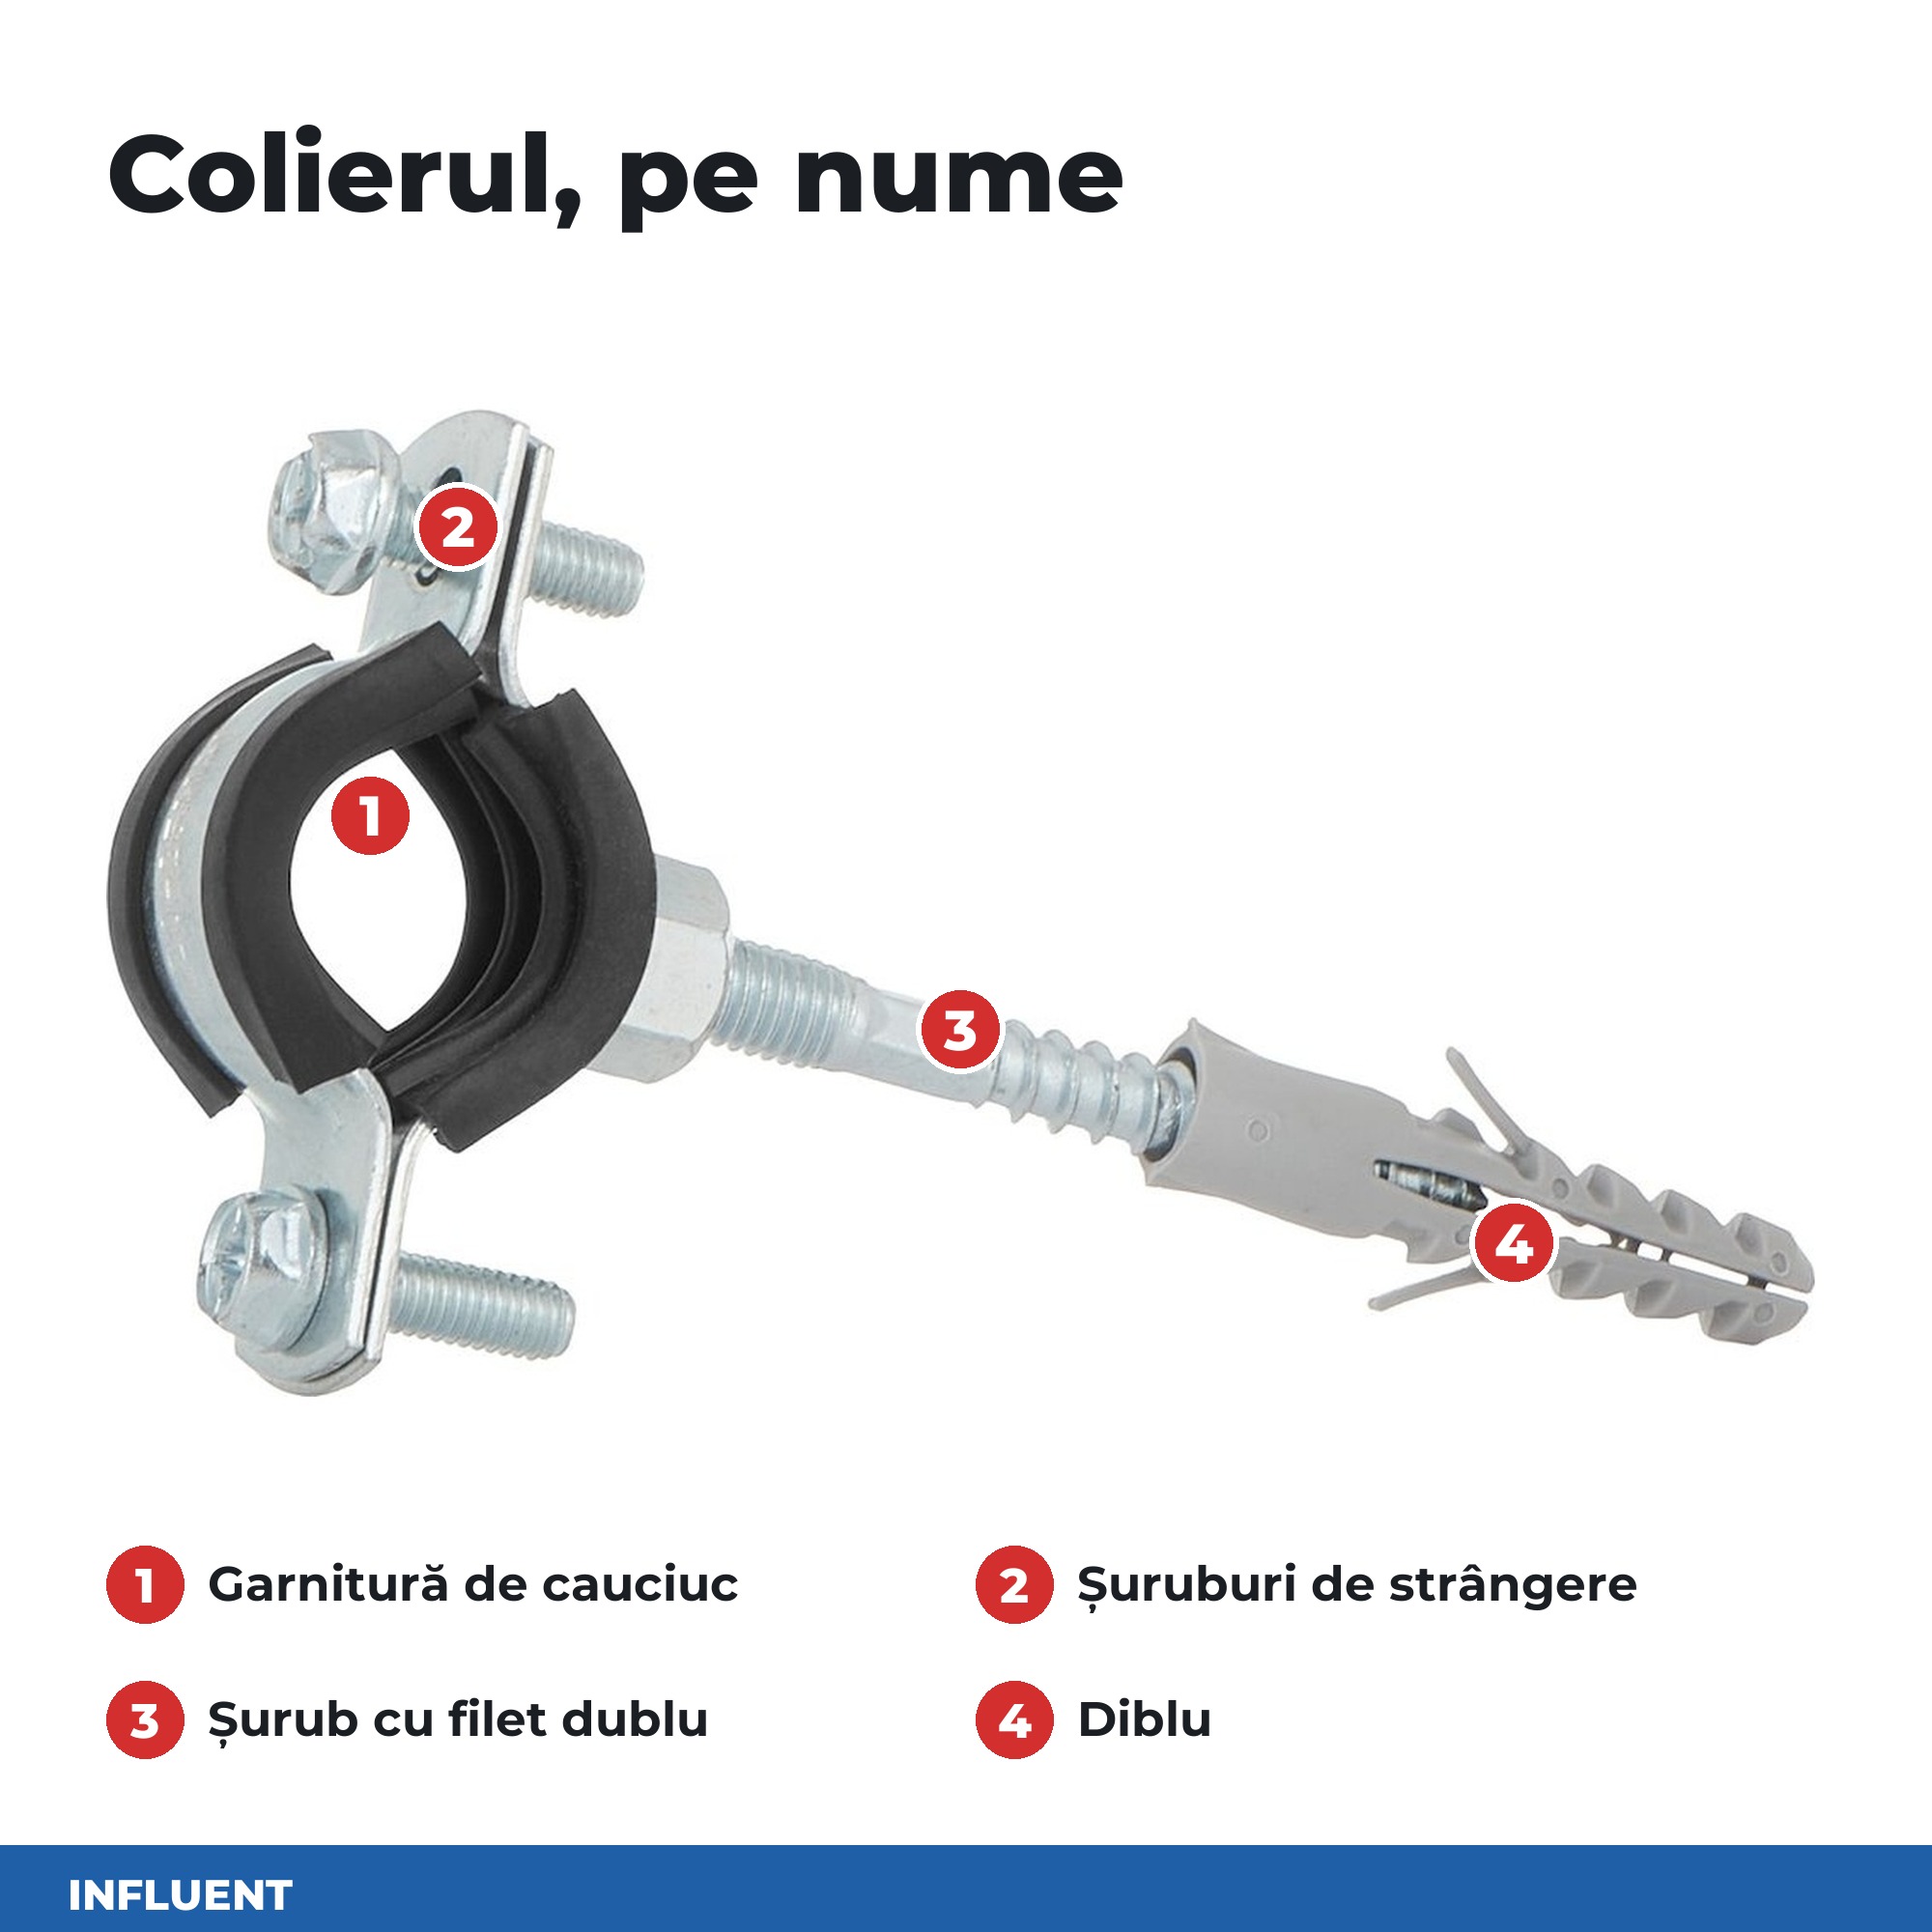 Colierul, pe nume
2
1
3
4
1 Garnitură de cauciuc
2 Șuruburi de strângere
3 Șurub cu filet dublu
4 Diblu
INFLUENT